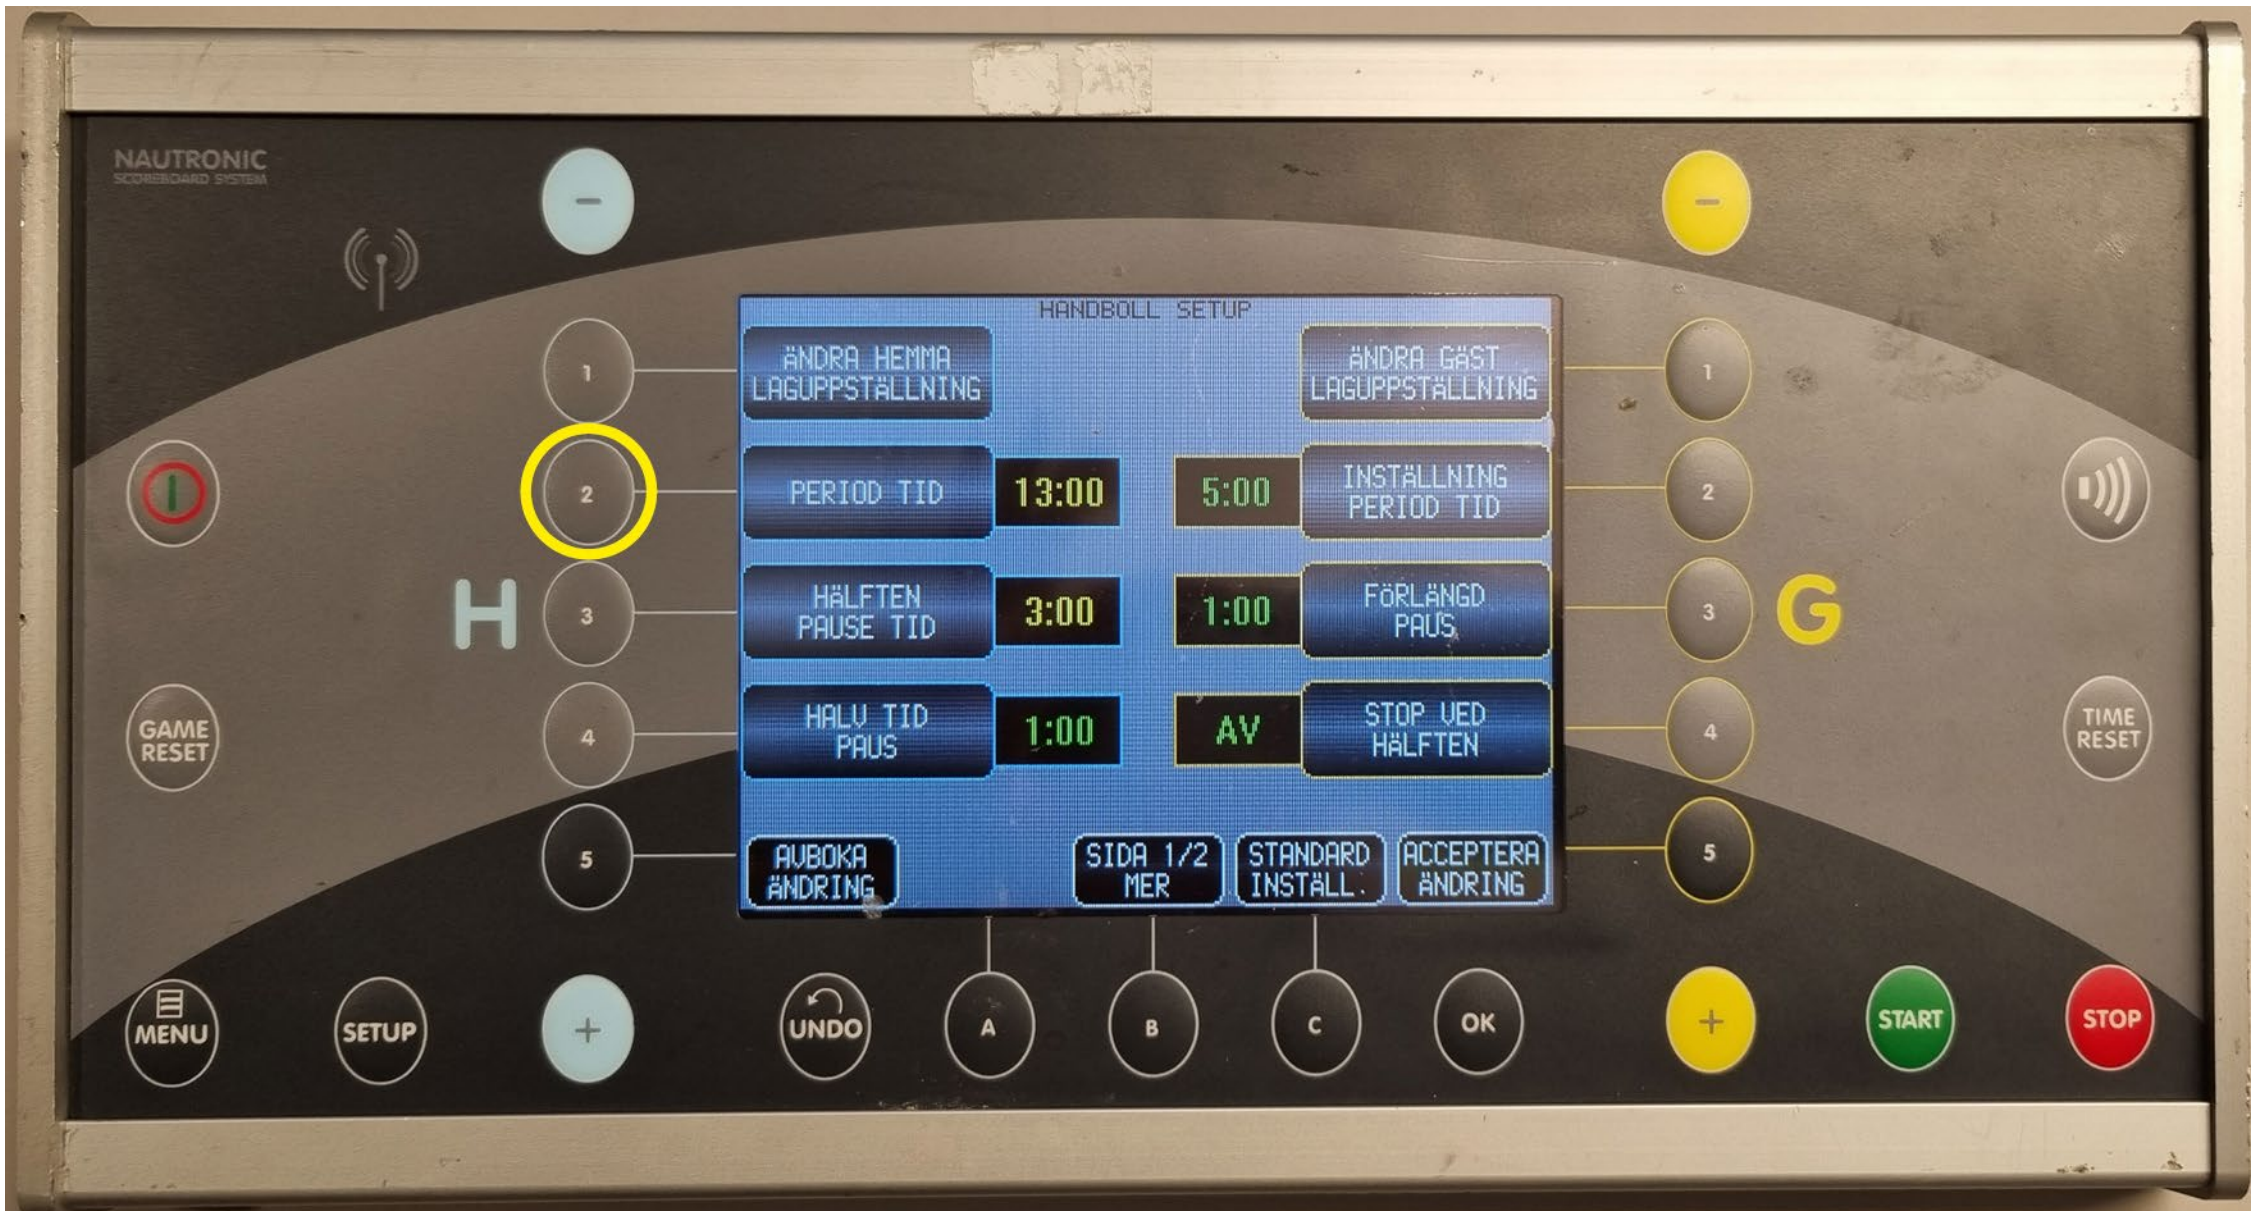 NAUTRONIC
SCOREBOARD SYSTEM
-
-
HANDBOLL SETUP
1
ÄNDRA HEMMA
LAGUPPSTÄLLNING
ÄNDRA GÄST
LAGUPPSTÄLLNING
1
2
PERIOD TID
13:00
5:00
INSTÄLLNING
PERIOD TID
2
H
3
HÄLFTEN
PAUSE TID
3:00
1:00
FÖRLÄNGD
PAUS
3
G
GAME
RESET
4
HALV TID
PAUS
1:00
AV
STOP VED
HÄLFTEN
4
TIME
RESET
5
AVBOKA
ÄNDRING
SIDA 1/2
MER
STANDARD
INSTÄLL.
ACCEPTERA
ÄNDRING
5
MENU
SETUP
+
UNDO
A
B
C
OK
+
START
STOP